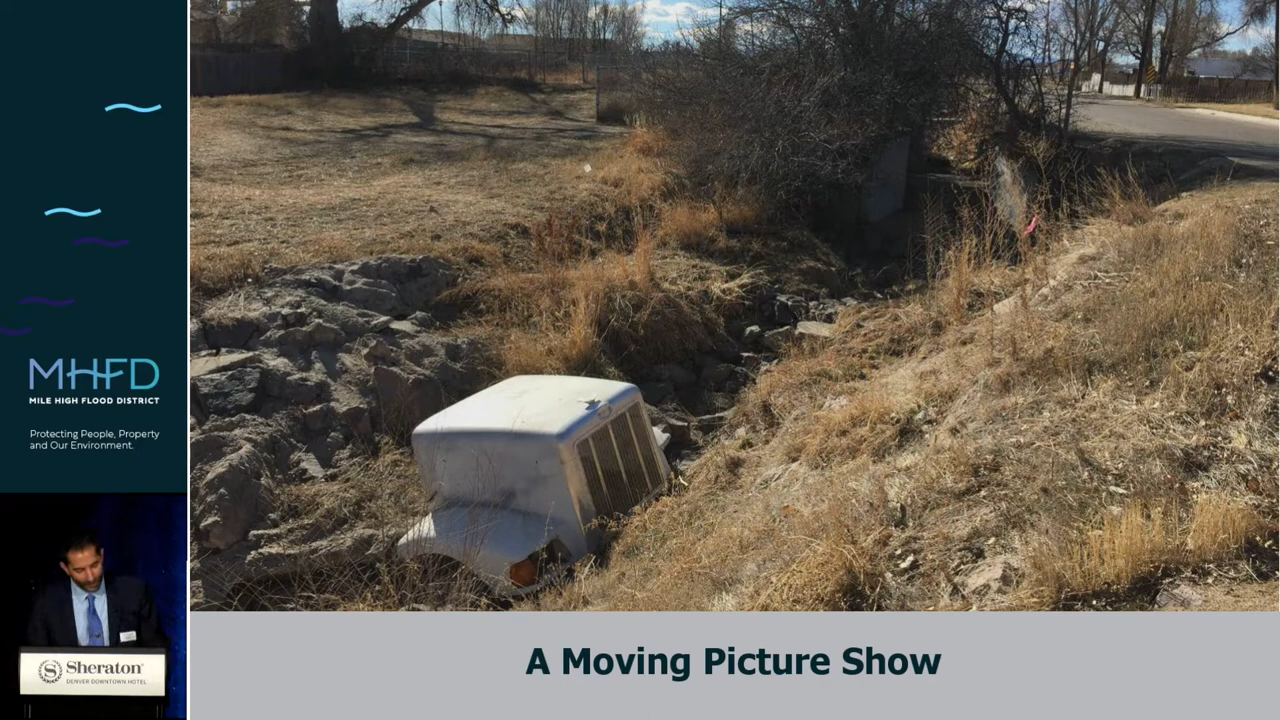 MHFD
MILE HIGH FLOOD DISTRICT
Protecting People, Property
and Our Environment.
Sheraton
DENVER DOWNTOWN HOTEL
A Moving Picture Show